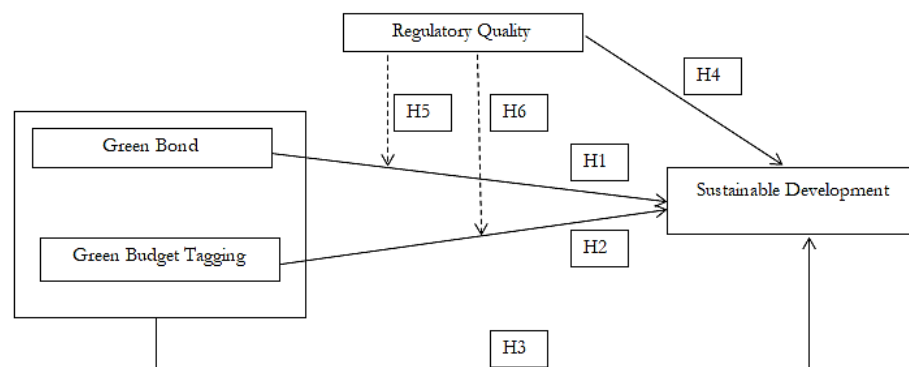 Regulatory Quality
H4
H5
H6
Green Bond
H1
Sustainable Development
Green Budget Tagging
H2
H3